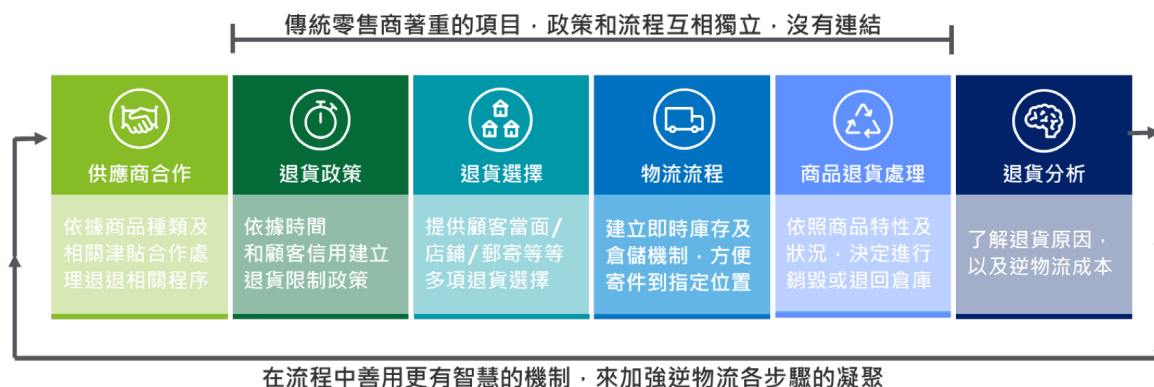 傳統零售商著重的項目，政策和流程互相獨立，沒有連結
供應商合作
依據商品種類及
相關津貼合作處
理退退相關程序
退貨政策
依據時間
和顧客信用建立
退貨限制政策
退貨選擇
提供顧客當面/
店鋪/郵寄等等
多項退貨選擇
物流流程
建立即時庫存及
倉儲機制，方便
寄件到指定位置
商品退貨處理
依照商品特性及
狀況，決定進行
銷毀或退回倉庫
退貨分析
了解退貨原因，
以及逆物流成本
在流程中善用更有智慧的機制，來加強逆物流各步驟的凝聚